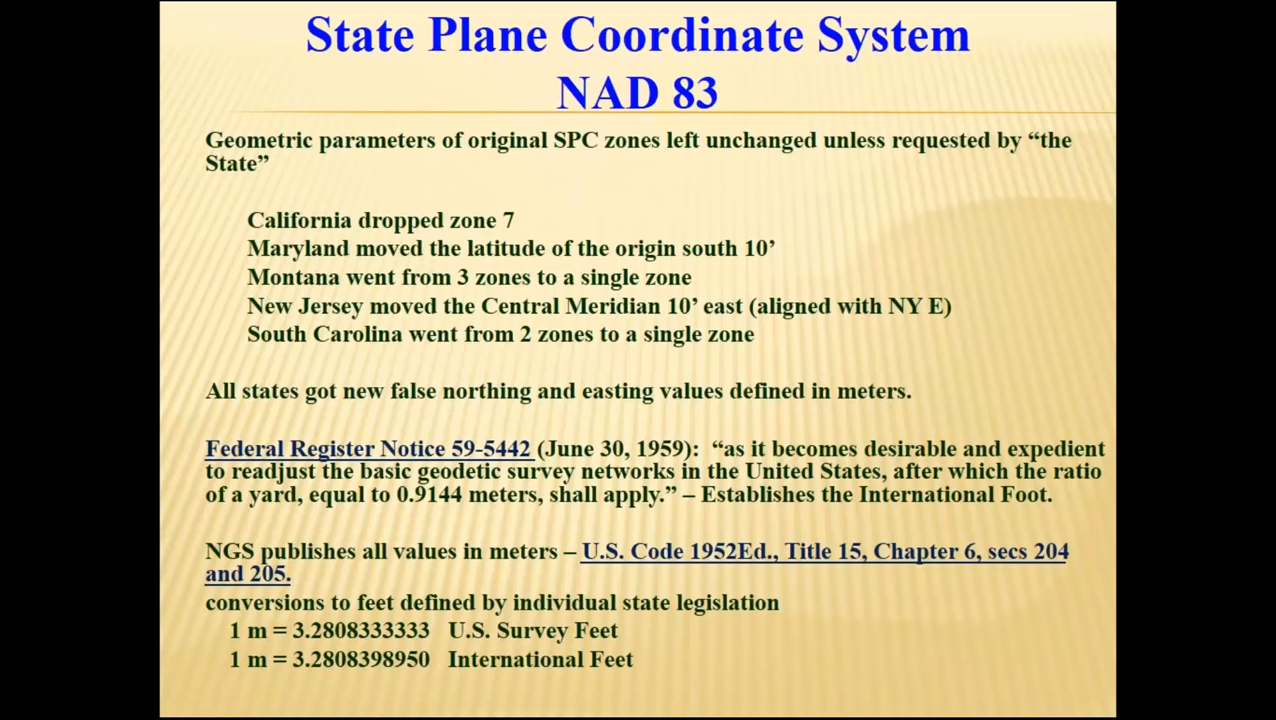 State Plane Coordinate System
NAD 83
Geometric parameters of original SPC zones left unchanged unless requested by “the
State”
California dropped zone 7
Maryland moved the latitude of the origin south 10’
Montana went from 3 zones to a single zone
New Jersey moved the Central Meridian 10’ east (aligned with NY E)
South Carolina went from 2 zones to a single zone
All states got new false northing and easting values defined in meters.
Federal Register Notice 59-5442 (June 30, 1959):  “as it becomes desirable and expedient
to readjust the basic geodetic survey networks in the United States, after which the ratio
of a yard, equal to 0.9144 meters, shall apply.” – Establishes the International Foot.
NGS publishes all values in meters – U.S. Code 1952Ed., Title 15, Chapter 6, secs 204
and 205.
conversions to feet defined by individual state legislation
1 m = 3.2808333333   U.S. Survey Feet
1 m = 3.2808398950   International Feet